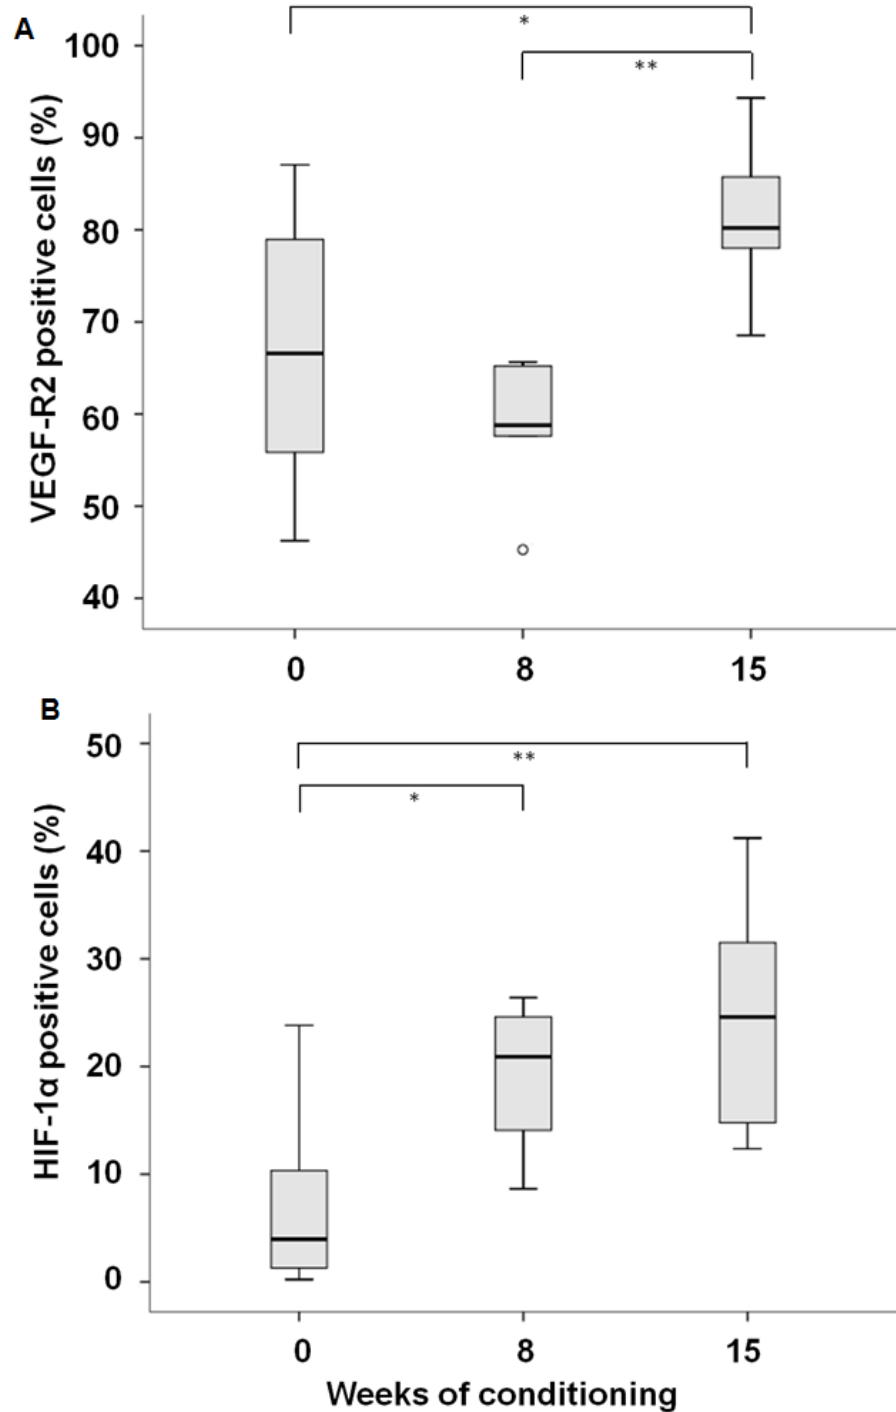 A
*
**
100
90
80
70
60
50
40
VEGF-R2 positive cells (%)
0 8 15
B
**
*
50
40
30
20
10
0
HIF-1α positive cells (%)
0 8 15
Weeks of conditioning